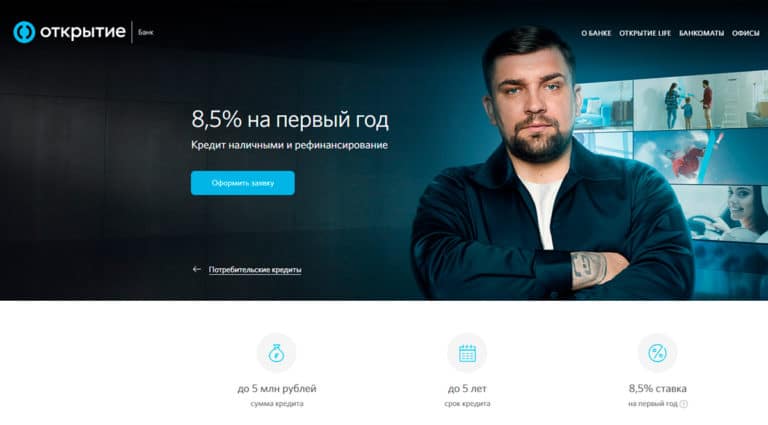 открытие Банк
О БАНКЕ ОТКРЫТИЕ LIFE БАНКОМАТЫ ОФИСЫ
8,5% на первый год
Кредит наличными и рефинансирование
Оформить заявку
← Потребительские кредиты
до 5 млн рублей
сумма кредита
до 5 лет
срок кредита
8,5% ставка
на первый год